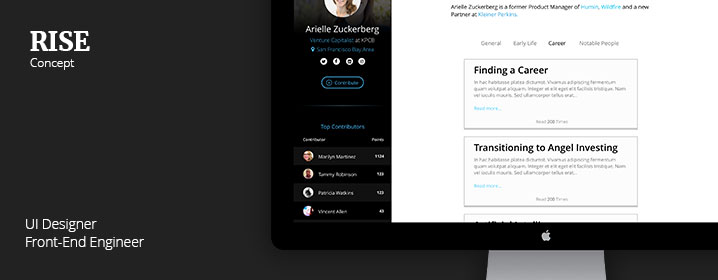 RISE
Concept
UI Designer
Front-End Engineer
Arielle Zuckerberg
Venture Capitalist at KPCB
San Francisco Bay Area
Contribute
Top Contributors
Contributor Points
Marilyn Martinez 1124
Tammy Robinson 123
Patricia Watkins 123
Vincent Allen 63
Arielle Zuckerberg is a former Product Manager of Humin, Wildfire and a new
Partner at Kleiner Perkins.
General Early Life Career Notable People
Finding a Career
In hac habitasse platea dictumst. Vivamus adipiscing fermentum
quam volutpat aliquam. Integer et elit eget elit facilisis tristique. Nam
vel iaculis mauris. Sed ullamcorper tellus erat...
Read more...
Read 208 Times
Transitioning to Angel Investing
In hac habitasse platea dictumst. Vivamus adipiscing fermentum
quam volutpat aliquam. Integer et elit eget elit facilisis tristique. Nam
vel iaculis mauris. Sed ullamcorper tellus erat...
Read more...
Read 208 Times